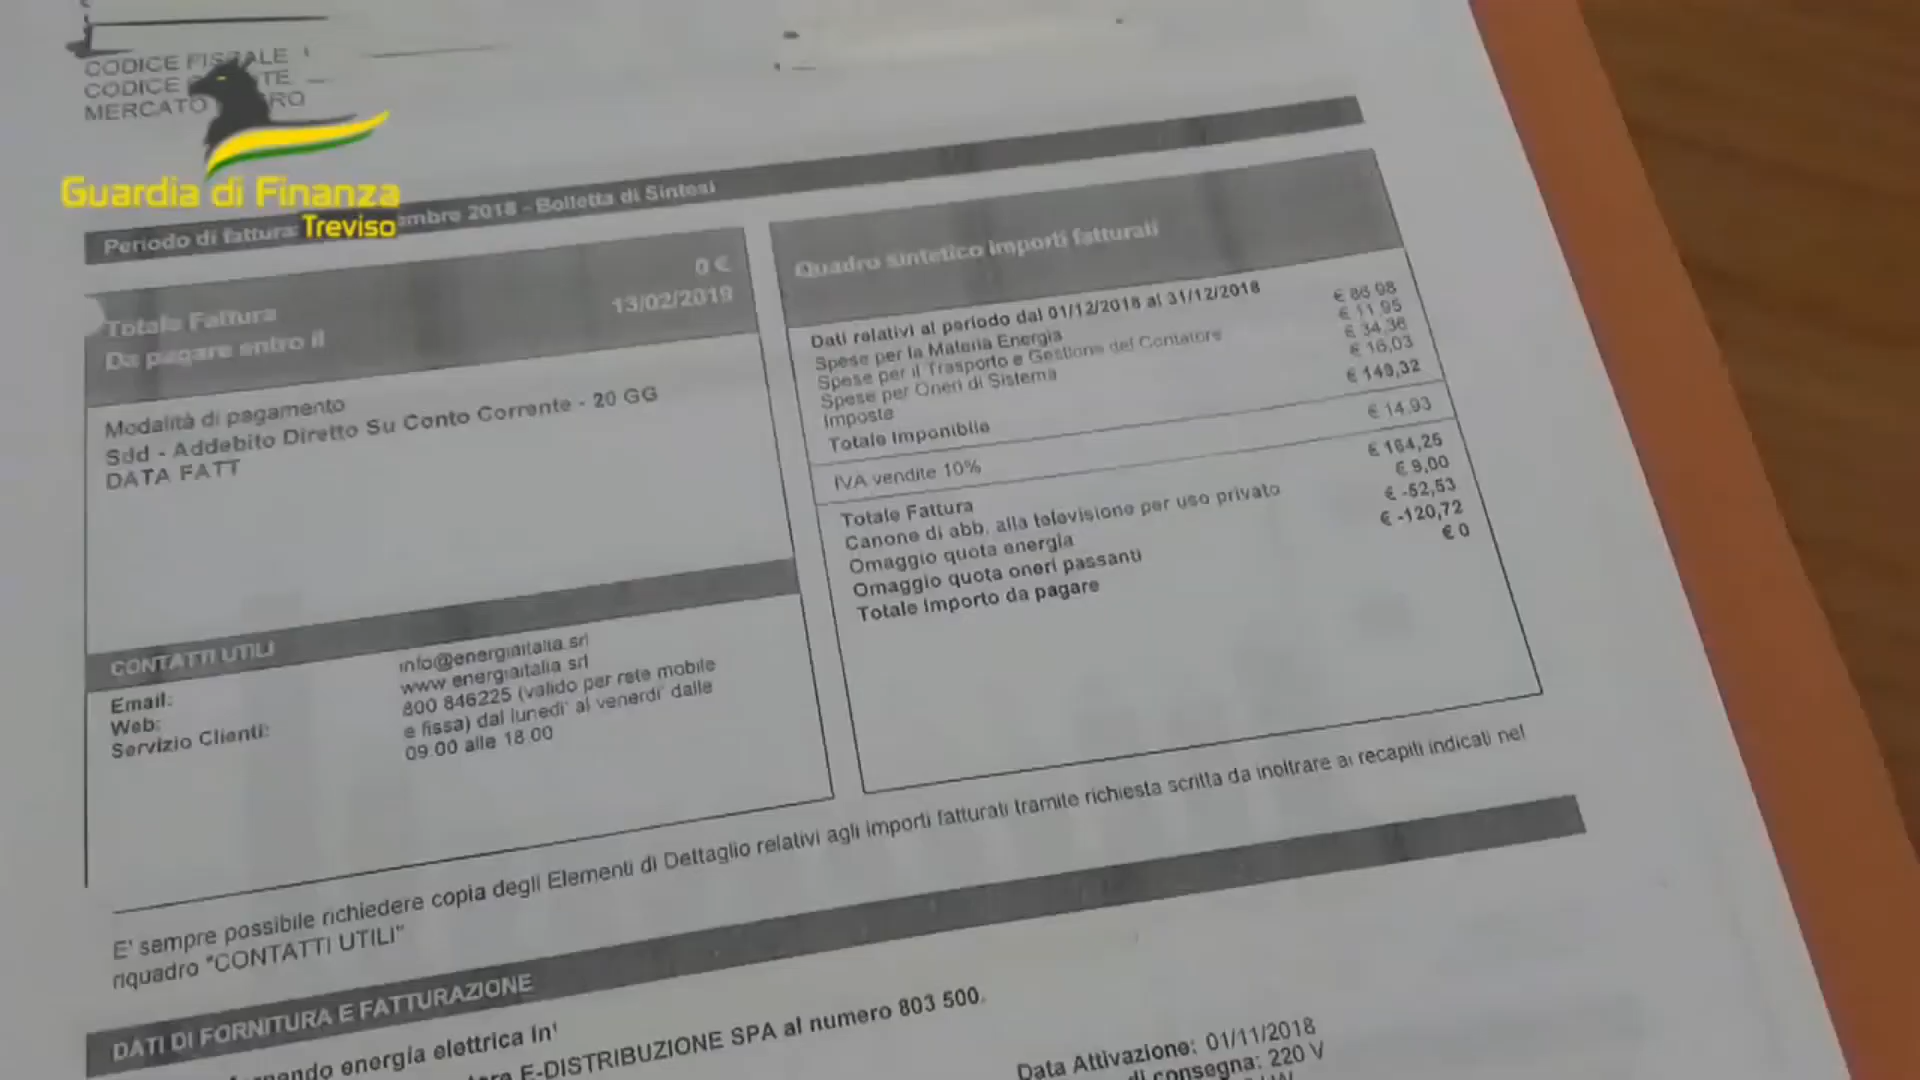 CODICE FISCALE
CODICE
MERCATO
Guardia di Finanza
Treviso
Periodo di fattura embre 2018 - Bolletta di Sintesi
Totale Fattura 0 €
Da pagare entro il 13/02/2019
Modalità di pagamento
Sdd - Addebito Diretto Su Conto Corrente - 20 GG
DATA FATT
CONTATTI UTILI
Email: info@energiaitalia.srl
Web: www energiaitalia srl
Servizio Clienti: 800 846225 (valido per rete mobile
e fissa) dal lunedi' al venerdi' dalle
09.00 alle 18.00
Quadro sintetico importi fatturati
Dati relativi al periodo dal 01/12/2018 al 31/12/2018
Spese per la Materia Energia € 86,98
Spese per il Trasporto e Gestione del Contatore € 11,95
Spese per Oneri di Sistema € 34,36
Imposte € 16,03
Totale Imponibile € 149,32
IVA vendite 10% € 14,93
Totale Fattura € 164,25
Canone di abb. alla televisione per uso privato € 9,00
Omaggio quota energia € -52,53
Omaggio quota oneri passanti € -120,72
Totale Importo da pagare € 0
E' sempre possibile richiedere copia degli Elementi di Dettaglio relativi agli importi fatturati tramite richiesta scritta da inoltrare ai recapiti indicati nel
riquadro "CONTATTI UTILI"
DATI DI FORNITURA E FATTURAZIONE
energia elettrica in'
E-DISTRIBUZIONE SPA al numero 803 500.
Data Attivazione: 01/11/2018
di consegna: 220 V